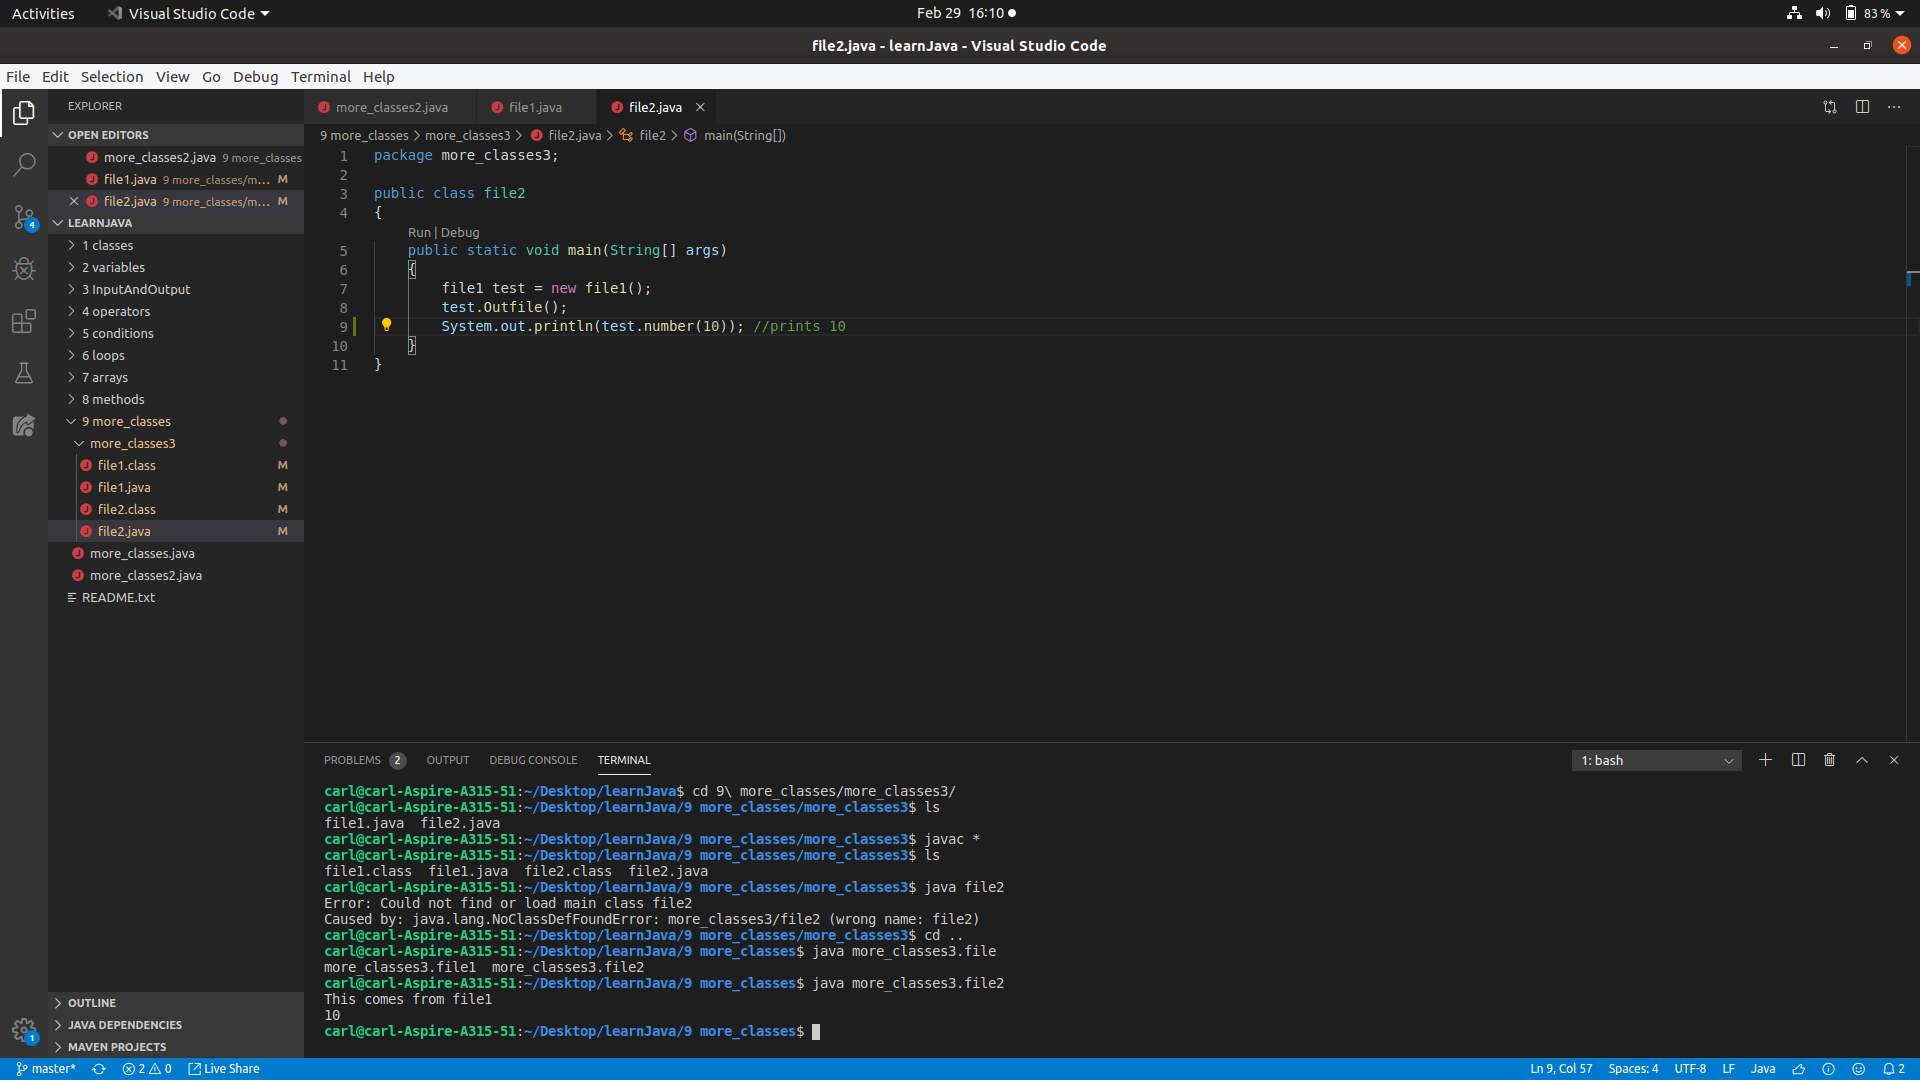 Activities Visual Studio Code Feb 29 16:10 83 %
file2.java - learnJava - Visual Studio Code
File Edit Selection View Go Debug Terminal Help
EXPLORER
OPEN EDITORS
more_classes2.java 9 more_classes
file1.java 9 more_classes/m... M
file2.java 9 more_classes/m... M
LEARNJAVA
1 classes
2 variables
3 InputAndOutput
4 operators
5 conditions
6 loops
7 arrays
8 methods
9 more_classes
more_classes3
file1.class M
file1.java M
file2.class M
file2.java M
more_classes.java
more_classes2.java
README.txt
OUTLINE
JAVA DEPENDENCIES
MAVEN PROJECTS
4
1
more_classes2.java file1.java file2.java
9 more_classes > more_classes3 > file2.java > file2 > main(String[])
1 package more_classes3;
2
3 public class file2
4 {
Run | Debug
5 public static void main(String[] args)
6 {
7 file1 test = new file1();
8 test.Outfile();
9 System.out.println(test.number(10)); //prints 10
10 }
11 }
PROBLEMS 2 OUTPUT DEBUG CONSOLE TERMINAL 1: bash
carl@carl-Aspire-A315-51:~/Desktop/learnJava$ cd 9\ more_classes/more_classes3/
carl@carl-Aspire-A315-51:~/Desktop/learnJava/9 more_classes/more_classes3$ ls
file1.java file2.java
carl@carl-Aspire-A315-51:~/Desktop/learnJava/9 more_classes/more_classes3$ javac *
carl@carl-Aspire-A315-51:~/Desktop/learnJava/9 more_classes/more_classes3$ ls
file1.class file1.java file2.class file2.java
carl@carl-Aspire-A315-51:~/Desktop/learnJava/9 more_classes/more_classes3$ java file2
Error: Could not find or load main class file2
Caused by: java.lang.NoClassDefFoundError: more_classes3/file2 (wrong name: file2)
carl@carl-Aspire-A315-51:~/Desktop/learnJava/9 more_classes/more_classes3$ cd ..
carl@carl-Aspire-A315-51:~/Desktop/learnJava/9 more_classes$ java more_classes3.file
more_classes3.file1 more_classes3.file2
carl@carl-Aspire-A315-51:~/Desktop/learnJava/9 more_classes$ java more_classes3.file2
This comes from file1
10
carl@carl-Aspire-A315-51:~/Desktop/learnJava/9 more_classes$
master* 2 0 Live Share Ln 9, Col 57 Spaces: 4 UTF-8 LF Java 2